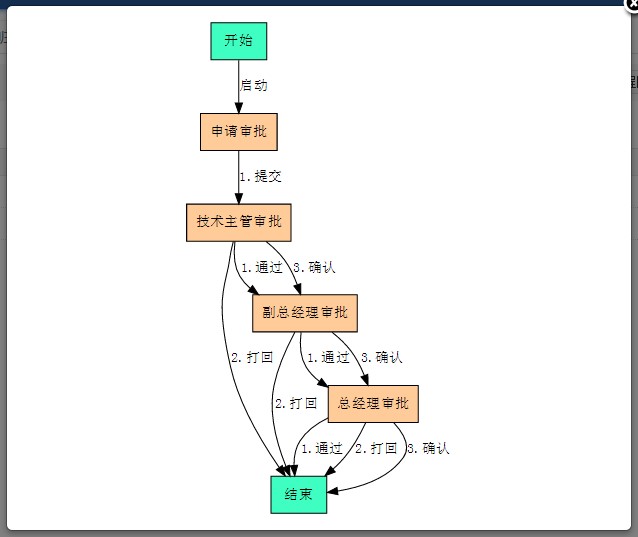 开始
启动
申请审批
1.提交
技术主管审批
1.通过
3.确认
副总经理审批
2.打回
1.通过
3.确认
2.打回
总经理审批
1.通过
2.打回
3.确认
结束